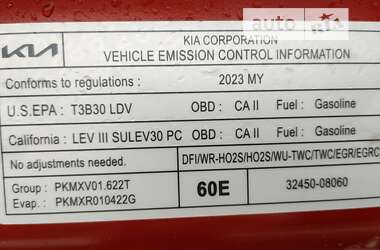 auto RIA
KIA
KIA CORPORATION
VEHICLE EMISSION CONTROL INFORMATION
Conforms to regulations : 2023 MY
U.S.EPA : T3B30 LDV OBD : CA II Fuel : Gasoline
California : LEV III SULEV30 PC OBD : CA II Fuel : Gasoline
No adjustments needed. DFI/WR-HO2S/HO2S/WU-TWC/TWC/EGR/EGRC
Group : PKMXV01.622T
Evap. : PKMXR010422G
60E 32450-08060